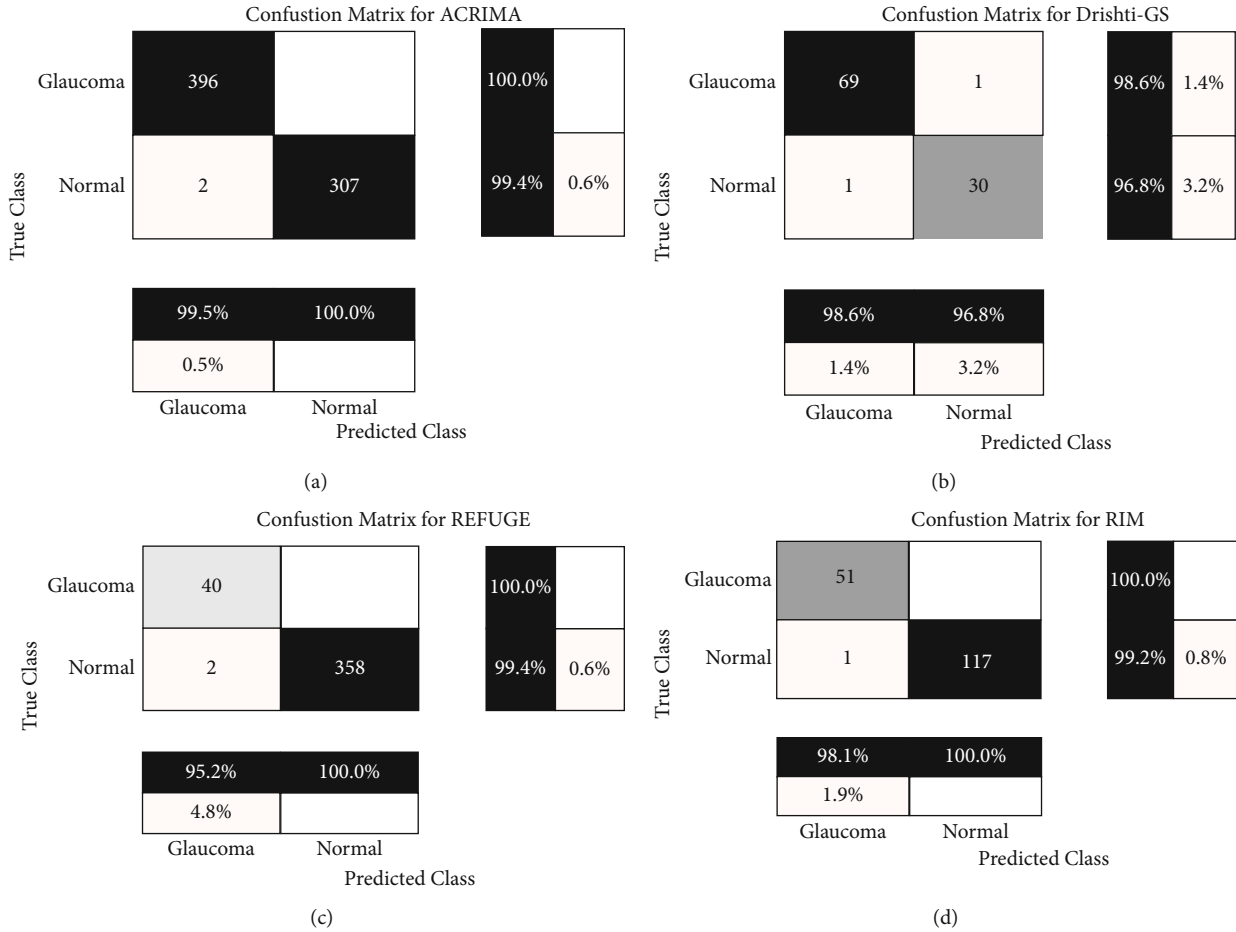 Confustion Matrix for ACRIMA
Glaucoma 396 100.0%
Normal 2 307 99.4% 0.6%
True Class
99.5% 100.0%
0.5%
Glaucoma Normal
Predicted Class
(a)
Confustion Matrix for Drishti-GS
Glaucoma 69 1 98.6% 1.4%
Normal 1 30 96.8% 3.2%
True Class
98.6% 96.8%
1.4% 3.2%
Glaucoma Normal
Predicted Class
(b)
Confustion Matrix for REFUGE
Glaucoma 40 100.0%
Normal 2 358 99.4% 0.6%
True Class
95.2% 100.0%
4.8%
Glaucoma Normal
Predicted Class
(c)
Confustion Matrix for RIM
Glaucoma 51 100.0%
Normal 1 117 99.2% 0.8%
True Class
98.1% 100.0%
1.9%
Glaucoma Normal
Predicted Class
(d)